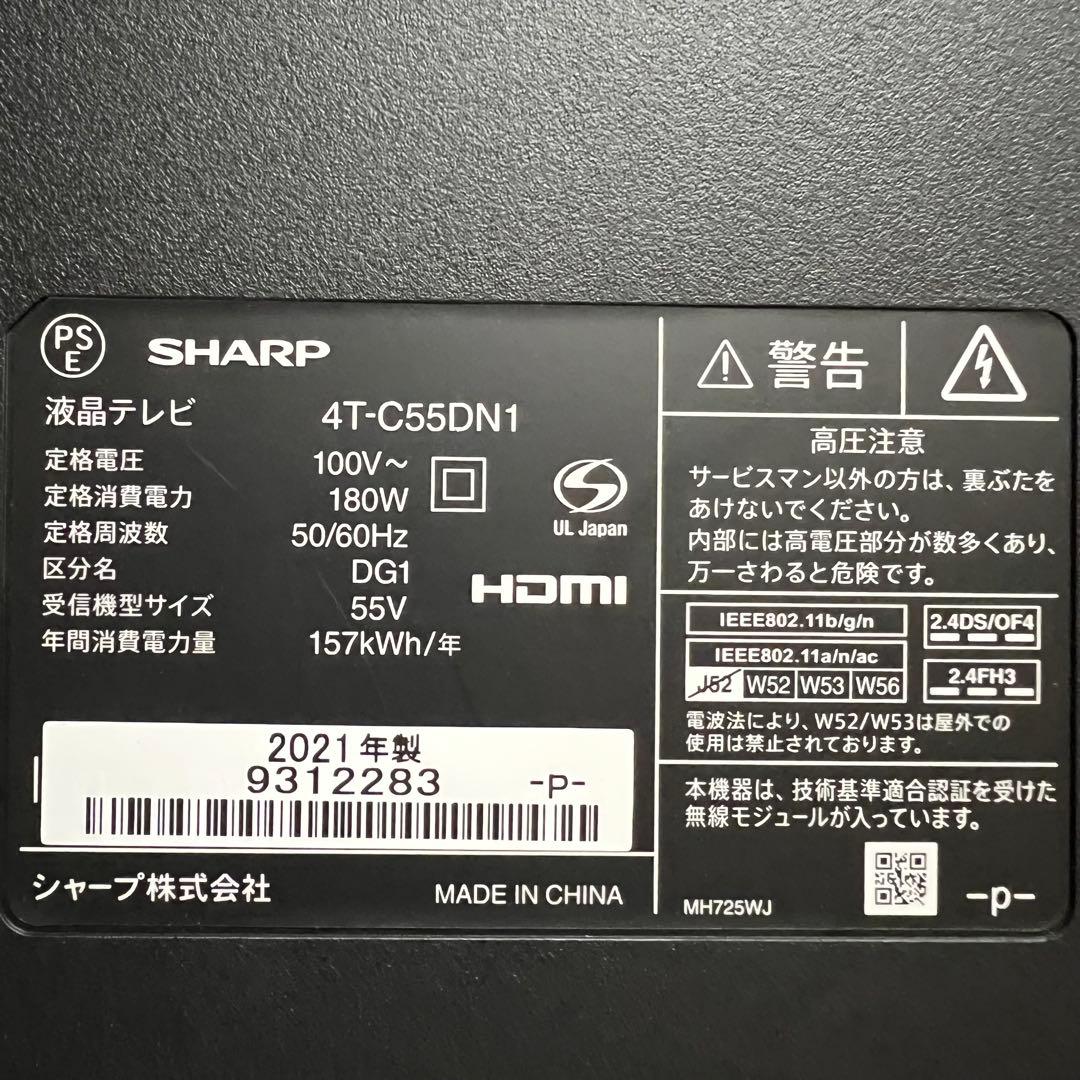 PS
E
SHARP
液晶テレビ 4T-C55DN1
定格電圧 100V～
定格消費電力 180W
定格周波数 50/60Hz
区分名 DG1
受信機型サイズ 55V
年間消費電力量 157kWh/年
UL Japan
HDMI
2021年製
9312283 -P-
シャープ株式会社 MADE IN CHINA
警告
高圧注意
サービスマン以外の方は、裏ぶたを
あけないでください。
内部には高電圧部分が数多くあり、
万一さわると危険です。
IEEE802.11b/g/n
IEEE802.11a/n/ac
J52 W52 W53 W56
2.4DS/OF4
2.4FH3
電波法により、W52/W53は屋外での
使用は禁止されております。
本機器は、技術基準適合認証を受けた
無線モジュールが入っています。
MH725WJ -P-